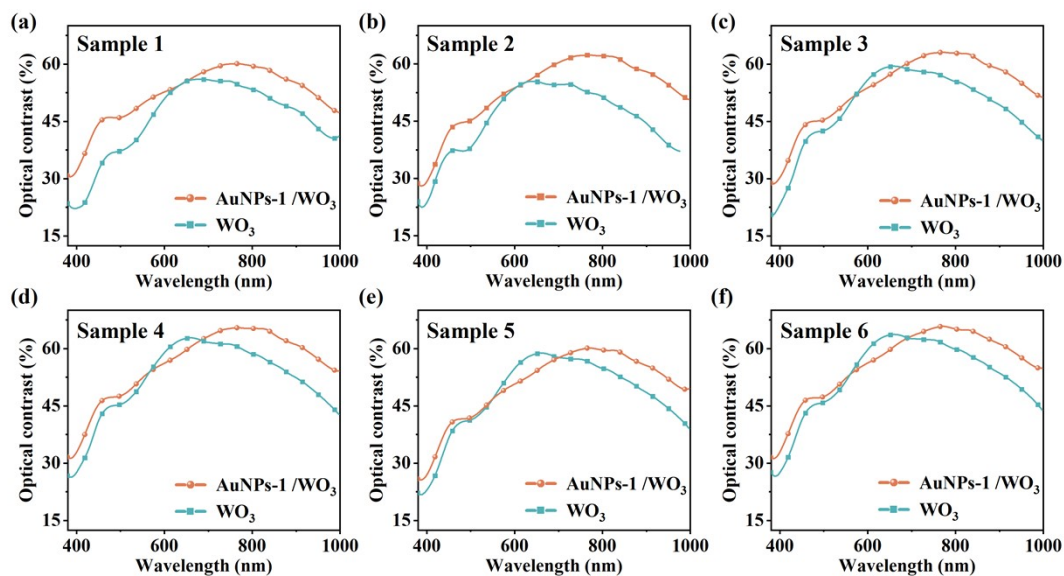 (a)
Sample 1
Optical contrast (%)
60
45
30
15
AuNPs-1 /WO₃
WO₃
400 600 800 1000
Wavelength (nm)
(b)
Sample 2
Optical contrast (%)
60
45
30
15
AuNPs-1 /WO₃
WO₃
400 600 800 1000
Wavelength (nm)
(c)
Sample 3
Optical contrast (%)
60
45
30
15
AuNPs-1 /WO₃
WO₃
400 600 800 1000
Wavelength (nm)
(d)
Sample 4
Optical contrast (%)
60
45
30
15
AuNPs-1 /WO₃
WO₃
400 600 800 1000
Wavelength (nm)
(e)
Sample 5
Optical contrast (%)
60
45
30
15
AuNPs-1 /WO₃
WO₃
400 600 800 1000
Wavelength (nm)
(f)
Sample 6
Optical contrast (%)
60
45
30
15
AuNPs-1 /WO₃
WO₃
400 600 800 1000
Wavelength (nm)